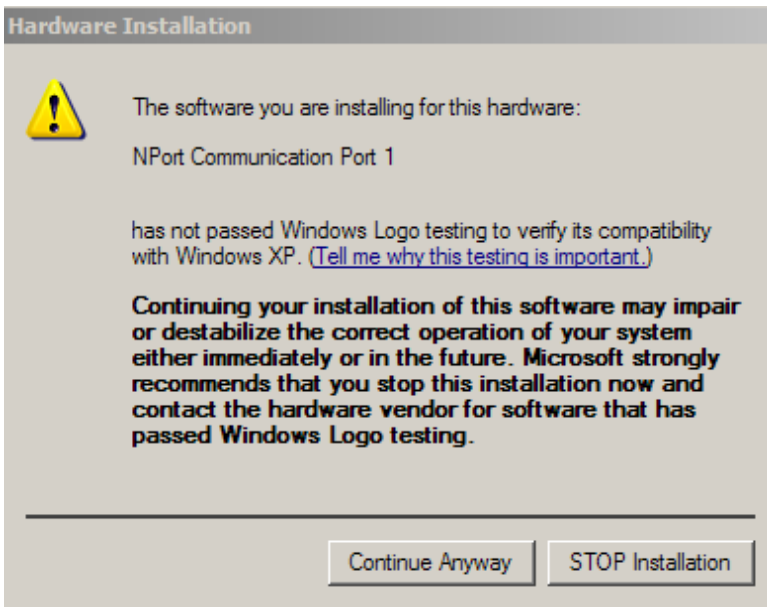 Hardware Installation
The software you are installing for this hardware:
NPort Communication Port 1
has not passed Windows Logo testing to verify its compatibility
with Windows XP. (Tell me why this testing is important.)
Continuing your installation of this software may impair
or destabilize the correct operation of your system
either immediately or in the future. Microsoft strongly
recommends that you stop this installation now and
contact the hardware vendor for software that has
passed Windows Logo testing.
Continue Anyway
STOP Installation